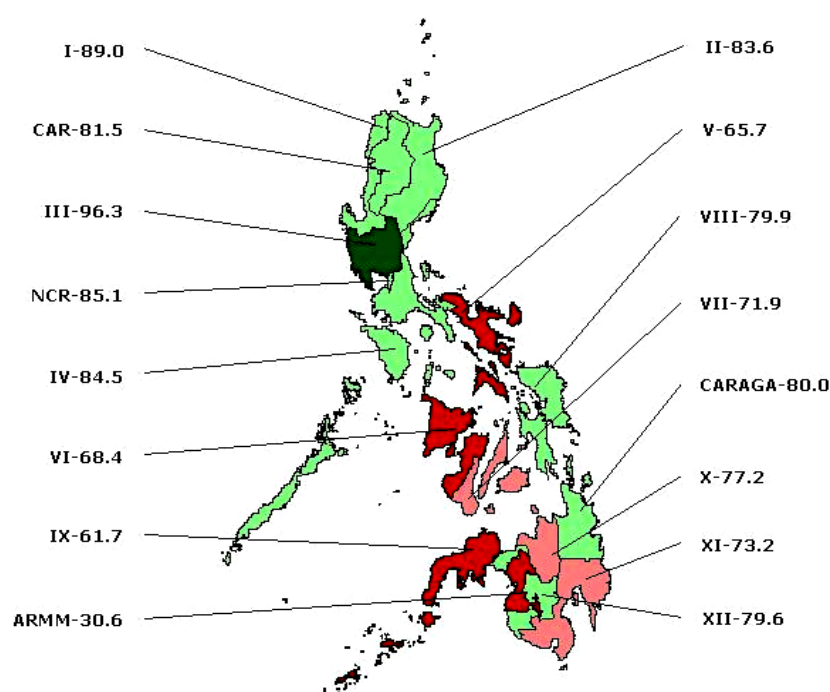 I-89.0
CAR-81.5
III-96.3
NCR-85.1
IV-84.5
VI-68.4
IX-61.7
ARMM-30.6
II-83.6
V-65.7
VIII-79.9
VII-71.9
CARAGA-80.0
X-77.2
XI-73.2
XII-79.6